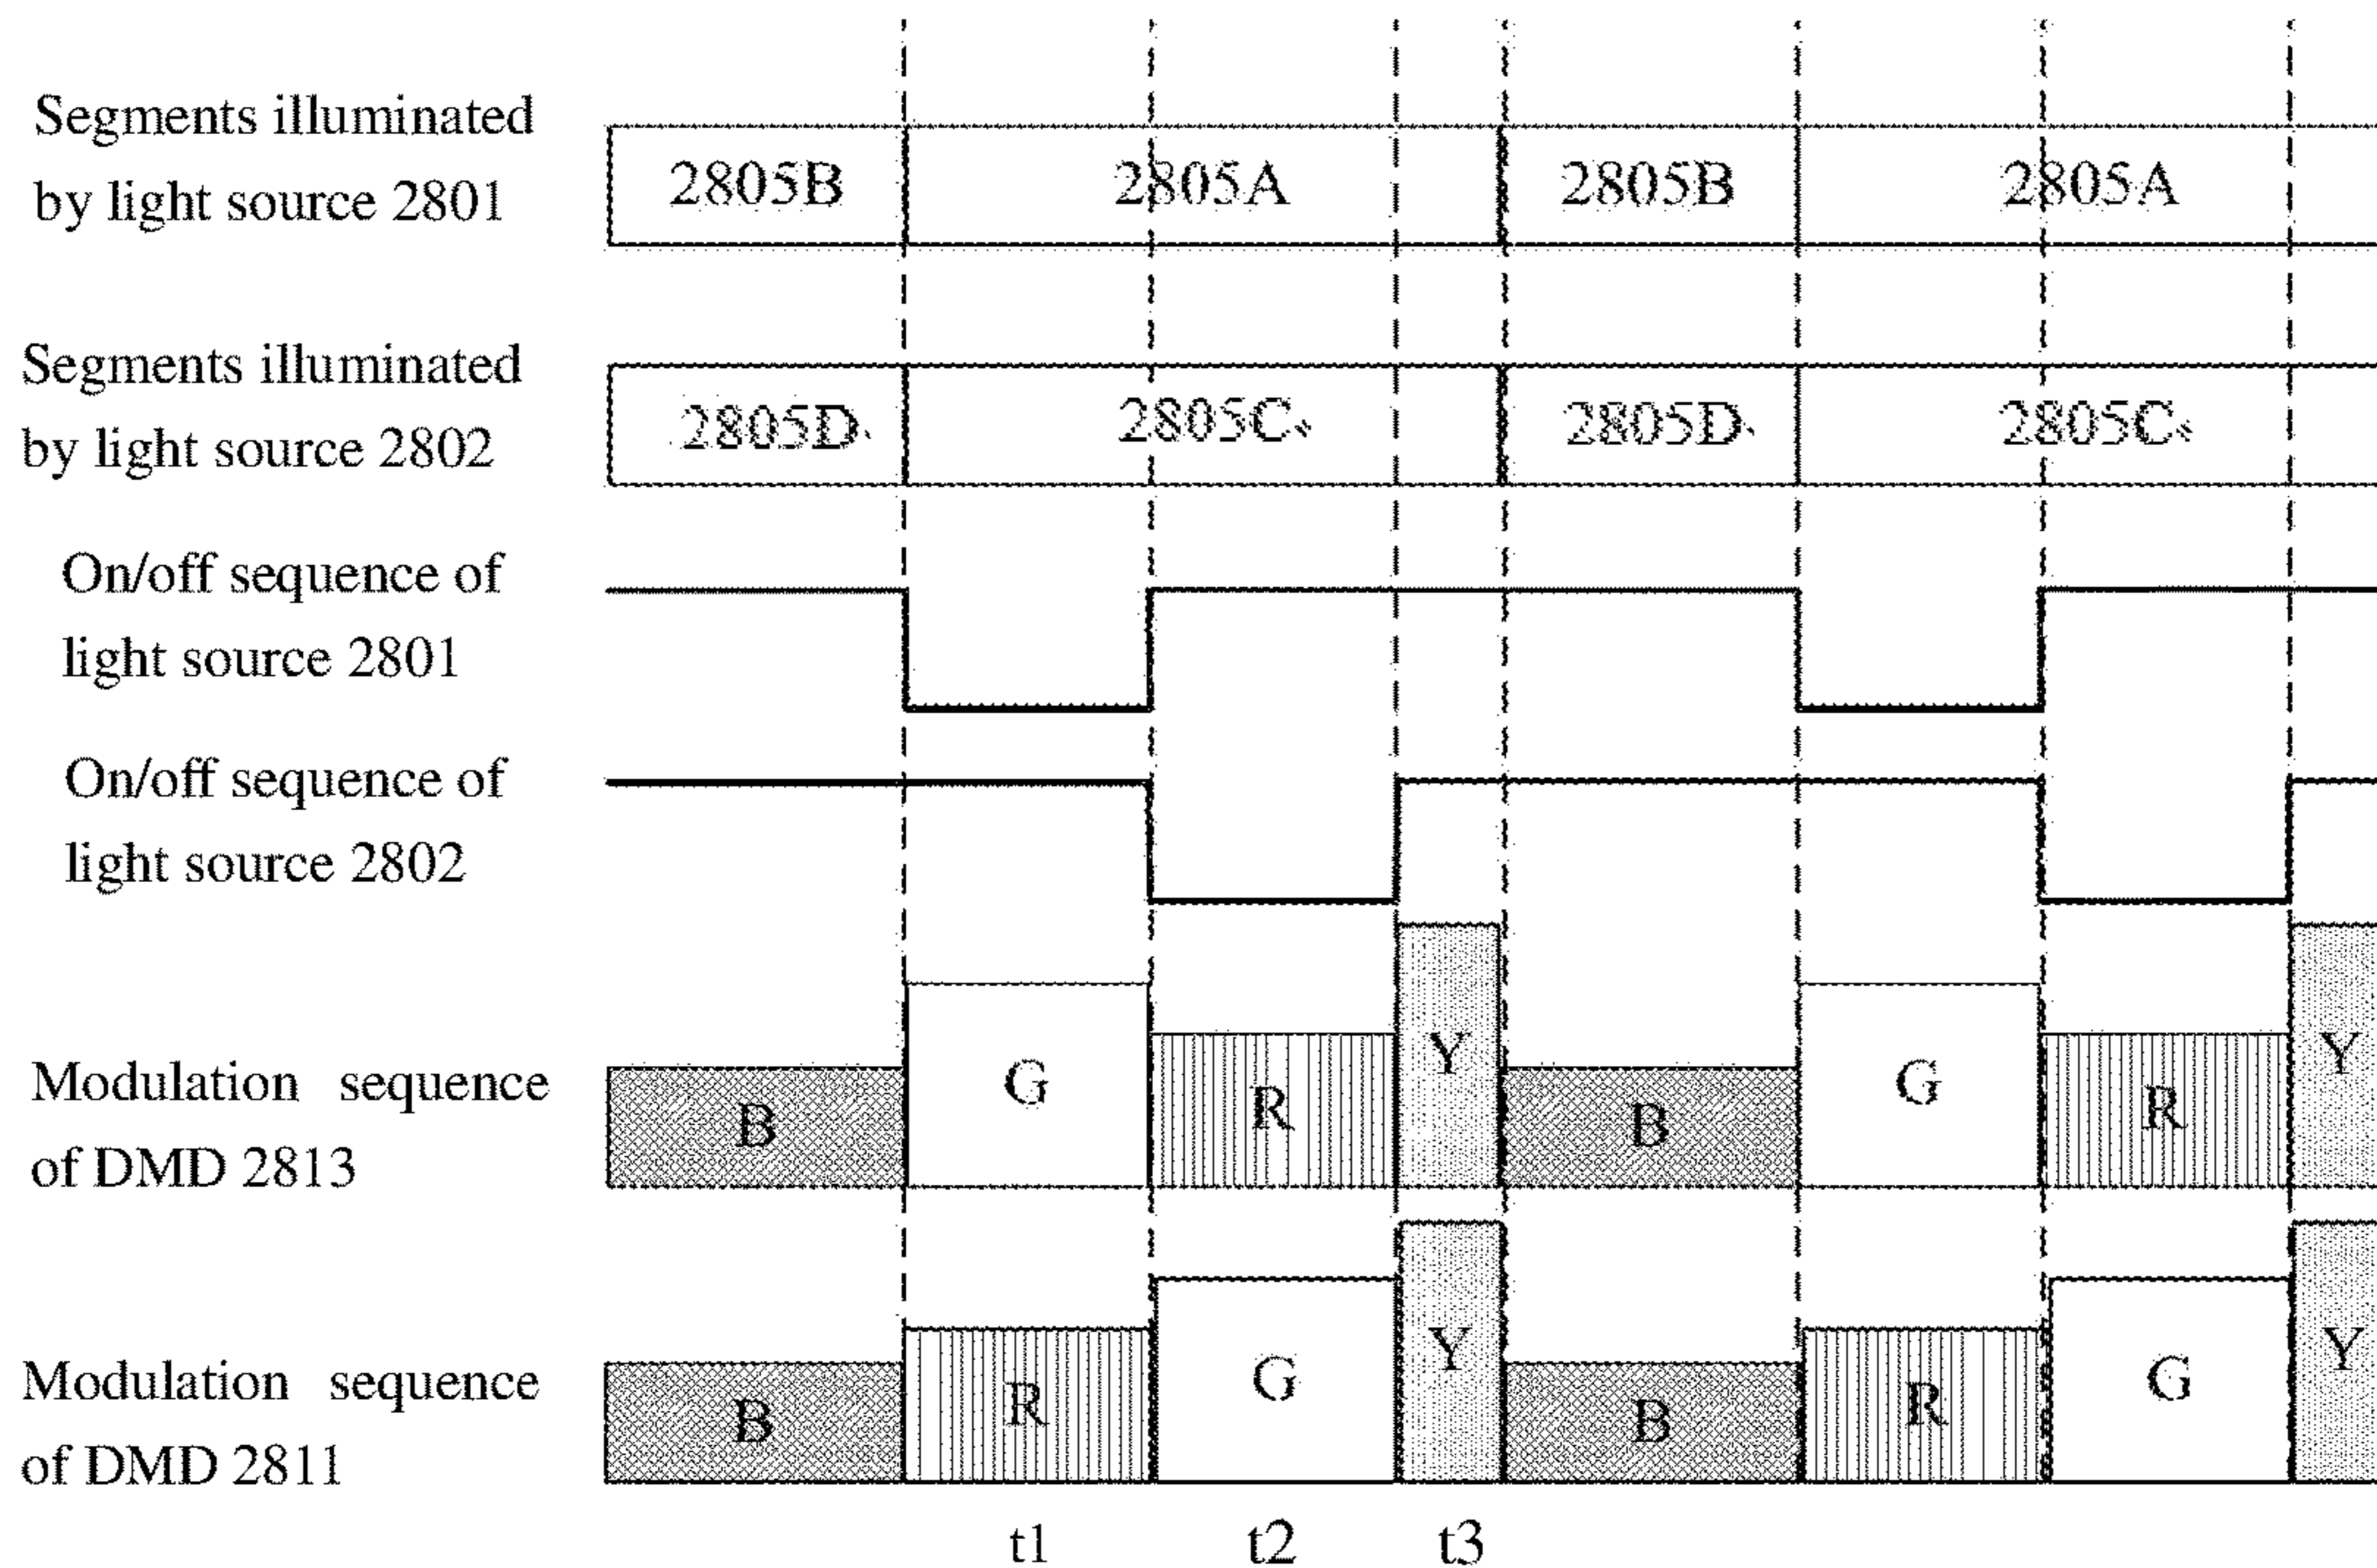 Segments illuminated
by light source 2801
2805B 2805A 2805B 2805A
Segments illuminated
by light source 2802
2805D 2805C 2805D 2805C
On/off sequence of
light source 2801
On/off sequence of
light source 2802
Modulation sequence
of DMD 2813
B G R Y B G R Y
Modulation sequence
of DMD 2811
B R G Y B R G Y
t1 t2 t3